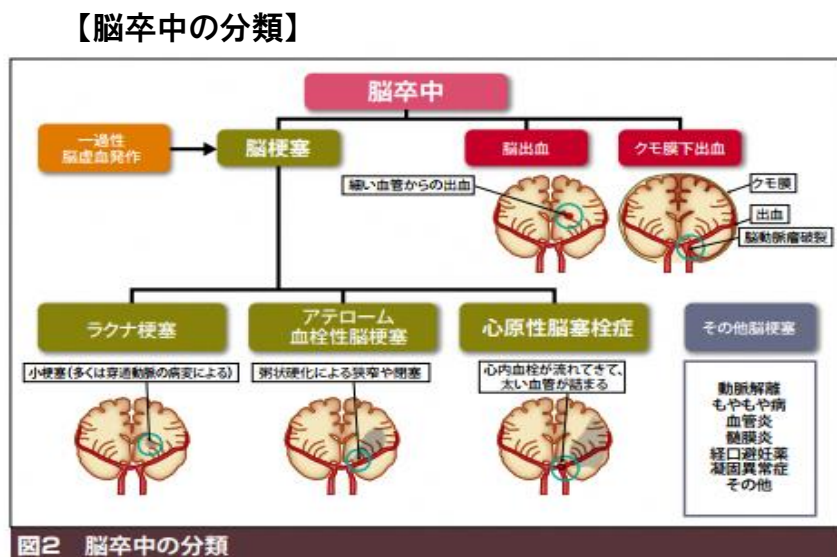 【脳卒中の分類】
脳卒中
一過性
脳虚血発作
脳梗塞
脳出血
クモ膜下出血
細い血管からの出血
クモ膜
出血
脳動脈瘤破裂
ラクナ梗塞
アテローム
血栓性脳梗塞
心原性脳塞栓症
その他脳梗塞
小梗塞(多くは穿通動脈の病変による)
粥状硬化による狭窄や閉塞
心内血栓が流れてきて、
太い血管が詰まる
動脈解離
もやもや病
血管炎
髄膜炎
経口避妊薬
凝固異常症
その他
図2 脳卒中の分類